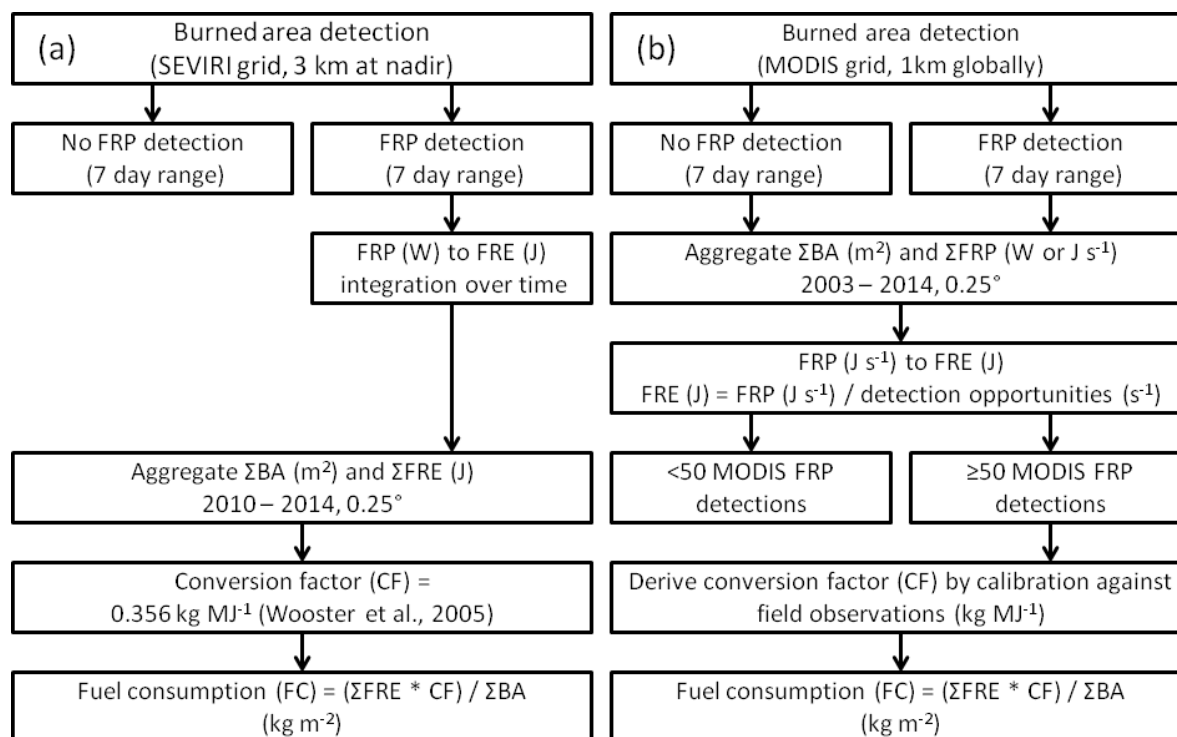 (a)
Burned area detection
(SEVIRI grid, 3 km at nadir)
No FRP detection
(7 day range)
FRP detection
(7 day range)
FRP (W) to FRE (J)
integration over time
Aggregate ΣBA (m²) and ΣFRE (J)
2010 – 2014, 0.25°
Conversion factor (CF) =
0.356 kg MJ⁻¹ (Wooster et al., 2005)
Fuel consumption (FC) = (ΣFRE * CF) / ΣBA
(kg m⁻²)
(b)
Burned area detection
(MODIS grid, 1km globally)
No FRP detection
(7 day range)
FRP detection
(7 day range)
Aggregate ΣBA (m²) and ΣFRP (W or J s⁻¹)
2003 – 2014, 0.25°
FRP (J s⁻¹) to FRE (J)
FRE (J) = FRP (J s⁻¹) / detection opportunities (s⁻¹)
<50 MODIS FRP
detections
≥50 MODIS FRP
detections
Derive conversion factor (CF) by calibration against
field observations (kg MJ⁻¹)
Fuel consumption (FC) = (ΣFRE * CF) / ΣBA
(kg m⁻²)